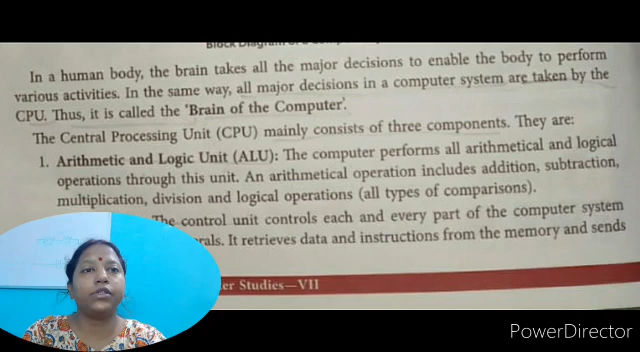 Block Diagram
In a human body, the brain takes all the major decisions to enable the body to perform
various activities. In the same way, all major decisions in a computer system are taken by the
CPU. Thus, it is called the ‘Brain of the Computer’.
The Central Processing Unit (CPU) mainly consists of three components. They are:
1. Arithmetic and Logic Unit (ALU): The computer performs all arithmetical and logical
operations through this unit. An arithmetical operation includes addition, subtraction,
multiplication, division and logical operations (all types of comparisons).
The control unit controls each and every part of the computer system
It retrieves data and instructions from the memory and sends
Studies—VII
PowerDirector